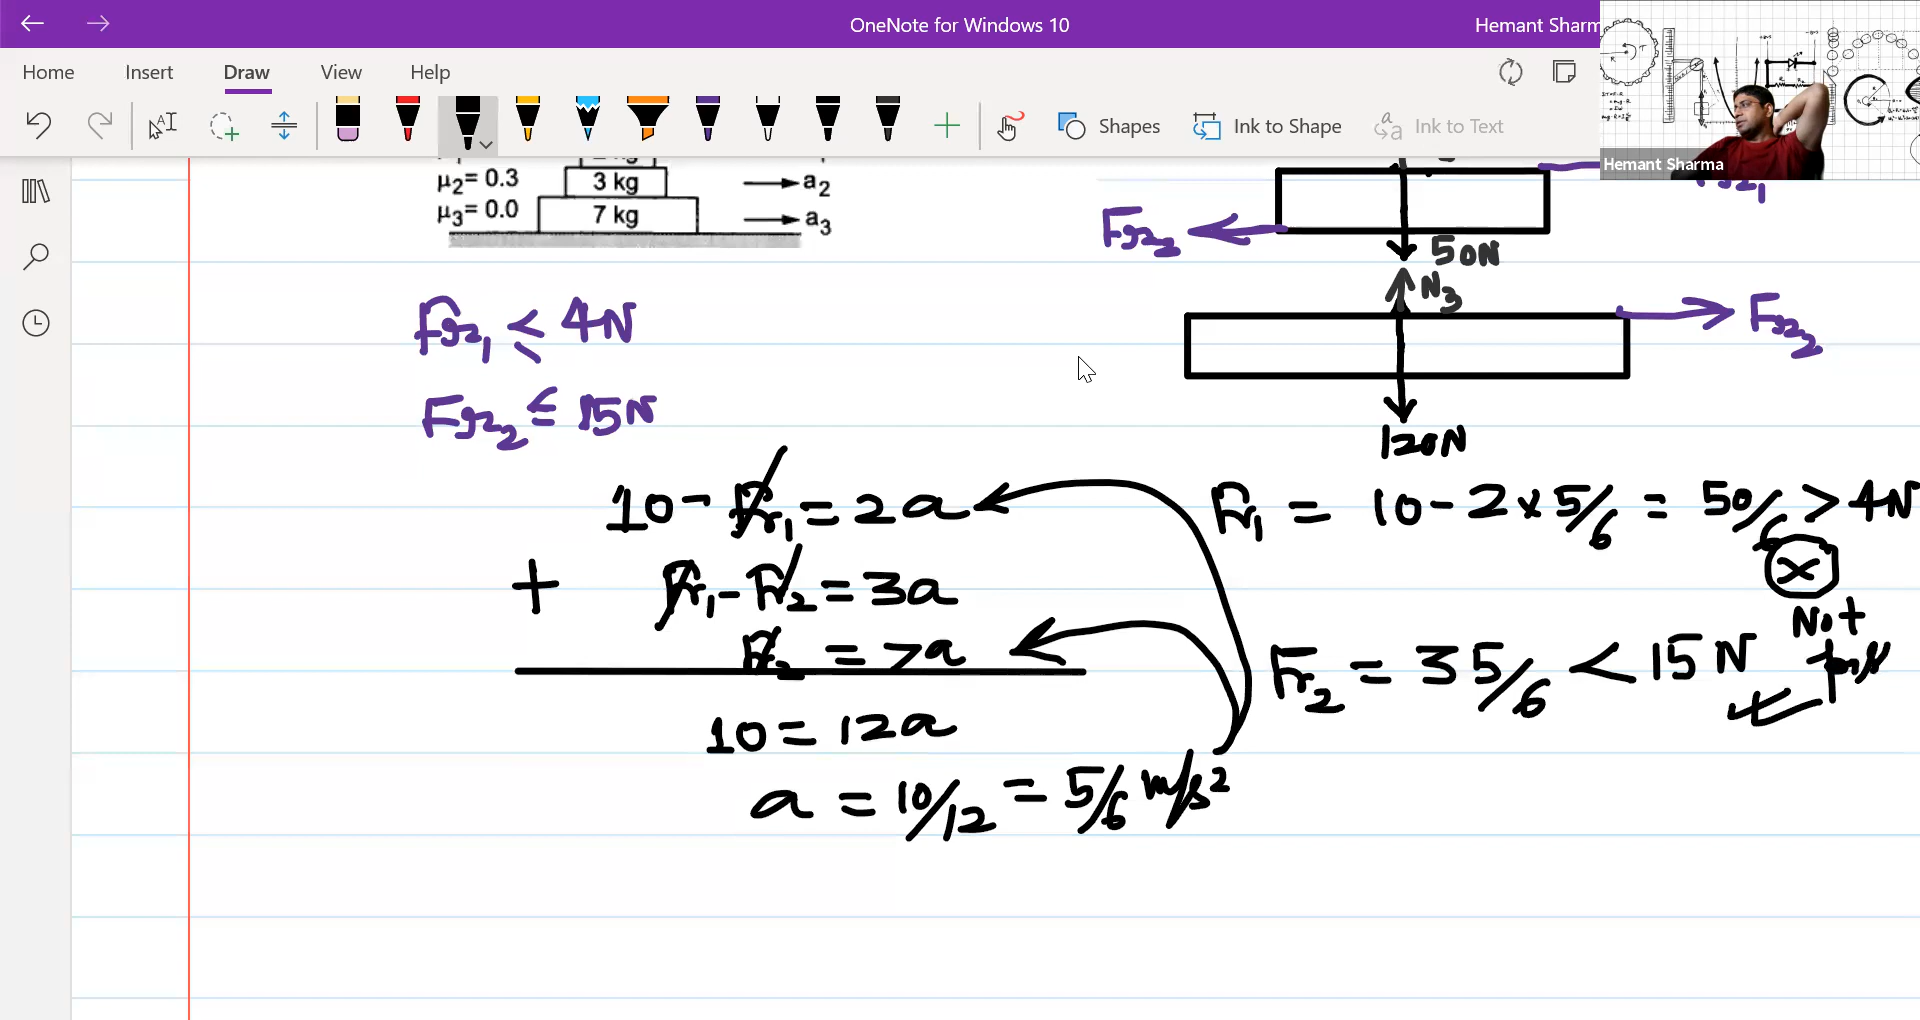 OneNote for Windows 10
Hemant Sharm
Home Insert Draw View Help
Shapes Ink to Shape Ink to Text
Hemant Sharma
μ2= 0.3 3 kg a2
μ3= 0.0 7 kg a3
Fr2
50N
N3
Fr2
120N
Fr1 ≤ 4N
Fr2 ≤ 15N
10 - Fr1 = 2a
+ Fr1 - Fr2 = 3a
Fr2 = 7a
10 = 12a
a = 10/12 = 5/6 m/s²
Fr1 = 10 - 2 x 5/6 = 50/6 > 4N
x
Not
Fr2 = 35/6 < 15N